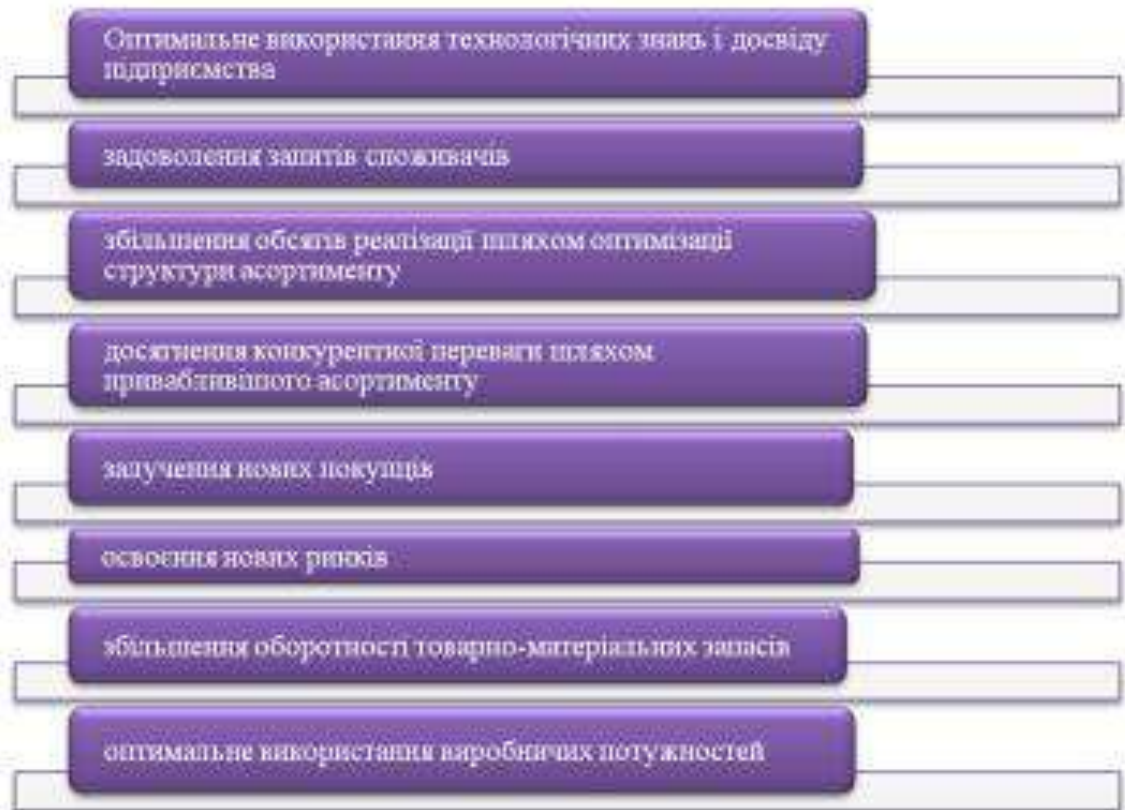 Оптимальне використання технологічних знань і досвіду
підприємства
задоволення запитів споживачів
збільшення обсягів реалізації шляхом оптимізації
структури асортименту
досягнення конкурентної переваги шляхом
привабливішого асортименту
залучення нових покупців
освоєння нових ринків
збільшення оборотності товарно-матеріальних запасів
оптимальне використання виробничих потужностей